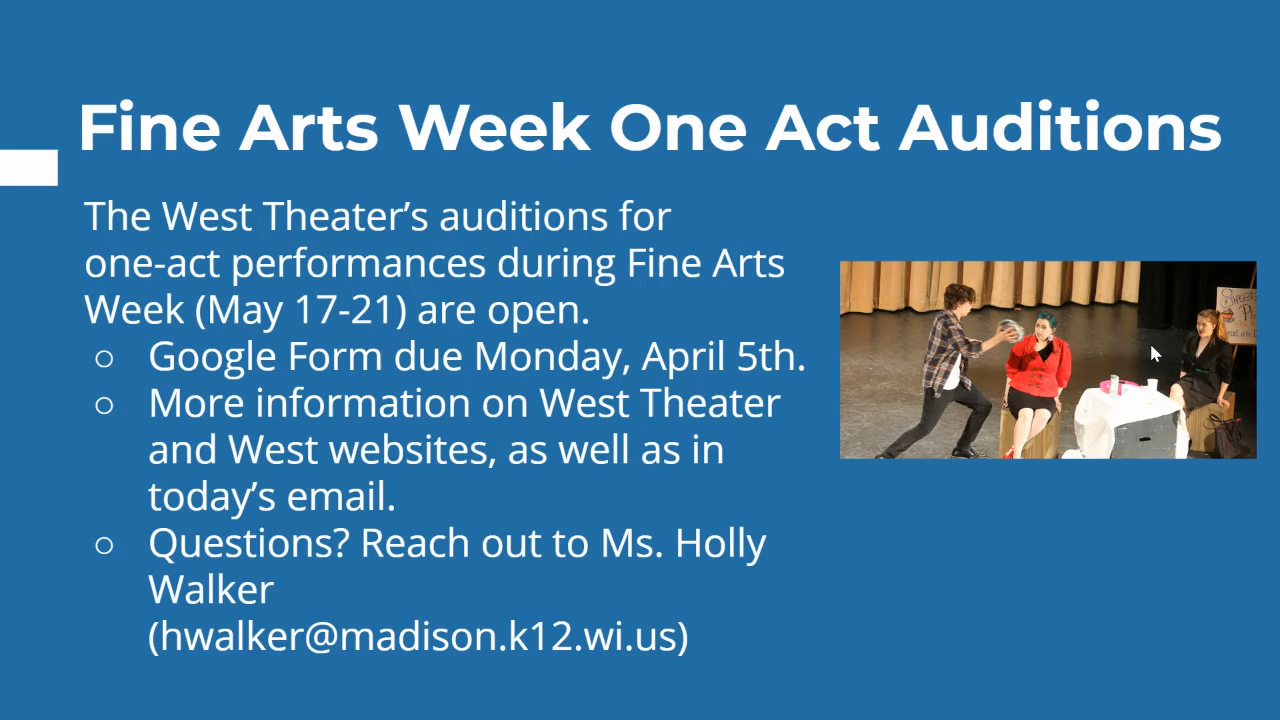 Fine Arts Week One Act Auditions
The West Theater’s auditions for
one-act performances during Fine Arts
Week (May 17-21) are open.
○ Google Form due Monday, April 5th.
○ More information on West Theater
and West websites, as well as in
today’s email.
○ Questions? Reach out to Ms. Holly
Walker
(hwalker@madison.k12.wi.us)